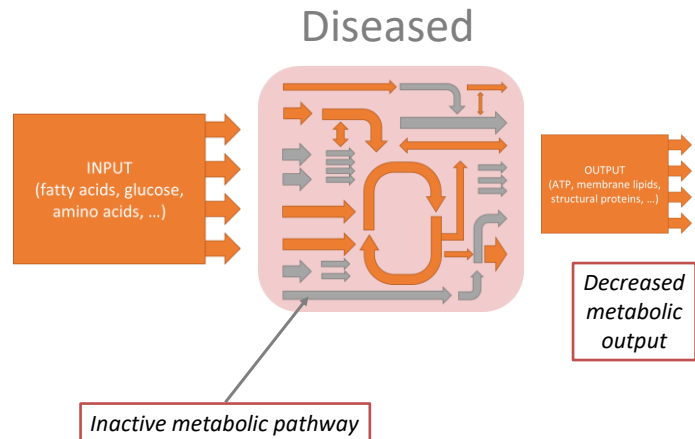 Diseased
INPUT
(fatty acids, glucose,
amino acids, …)
OUTPUT
(ATP, membrane lipids,
structural proteins, …)
Decreased
metabolic
output
Inactive metabolic pathway